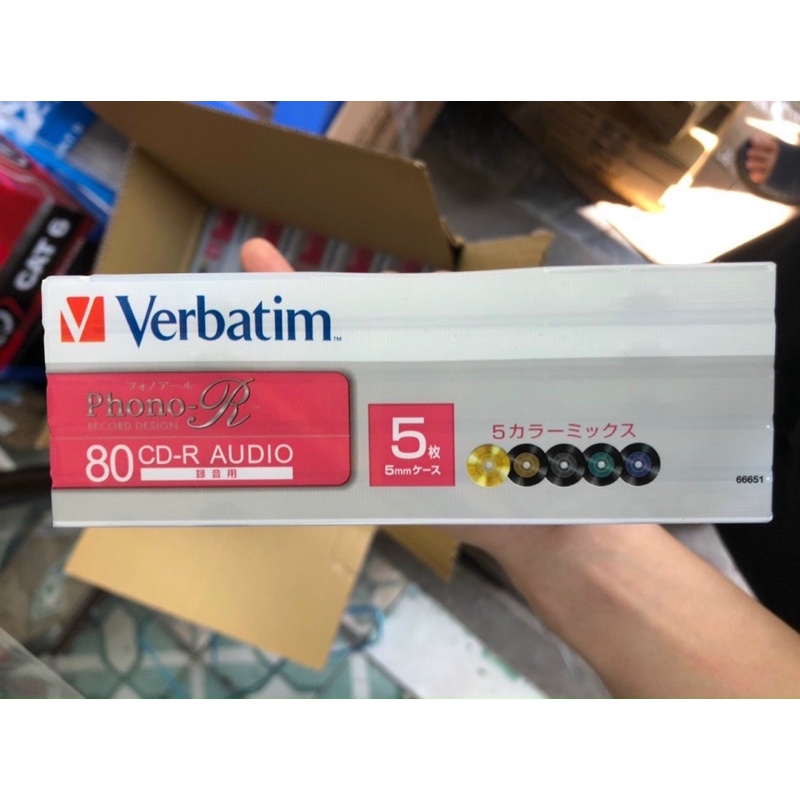 CAT 6
Verbatim™
フォノアール
Phono-R
RECORD DESIGN
80 CD-R AUDIO
録音用
5枚
5mmケース
5カラーミックス
66651